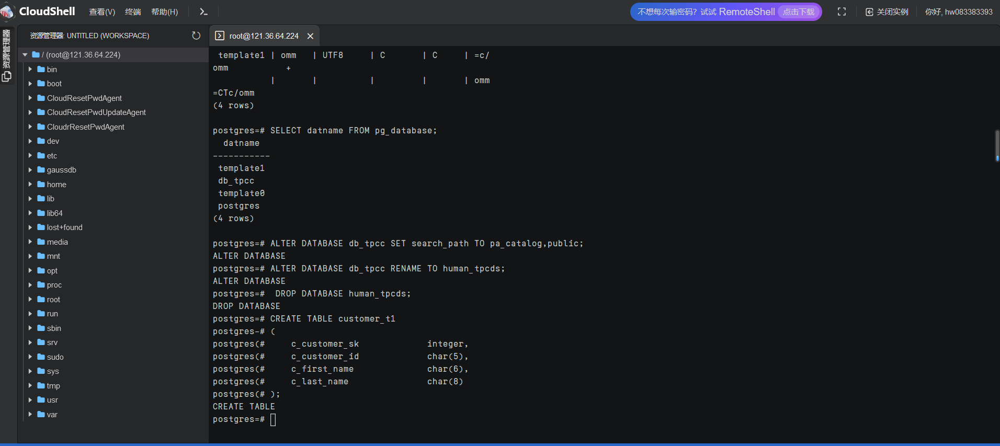 CloudShell 查看(V) 终端 帮助(H) 不想每次输密码？试试 RemoteShell 点击下载 关闭实例 你好, hw083383393
资源管理器
资源管理器: UNTITLED (WORKSPACE)
/ (root@121.36.64.224)
bin
boot
CloudResetPwdAgent
CloudResetPwdUpdateAgent
CloudrResetPwdAgent
dev
etc
gaussdb
home
lib
lib64
lost+found
media
mnt
opt
proc
root
run
sbin
srv
sudo
sys
tmp
usr
var
root@121.36.64.224
 template1 | omm   | UTF8     | C       | C     | =c/
omm           +
           |       |          |         |       | omm
=CTc/omm
(4 rows)
postgres=# SELECT datname FROM pg_database;
  datname
-----------
 template1
 db_tpcc
 template0
 postgres
(4 rows)
postgres=# ALTER DATABASE db_tpcc SET search_path TO pa_catalog,public;
ALTER DATABASE
postgres=# ALTER DATABASE db_tpcc RENAME TO human_tpcds;
ALTER DATABASE
postgres=#  DROP DATABASE human_tpcds;
DROP DATABASE
postgres=# CREATE TABLE customer_t1
postgres-# (
postgres(#     c_customer_sk             integer,
postgres(#     c_customer_id             char(5),
postgres(#     c_first_name              char(6),
postgres(#     c_last_name               char(8)
postgres(# );
CREATE TABLE
postgres=#